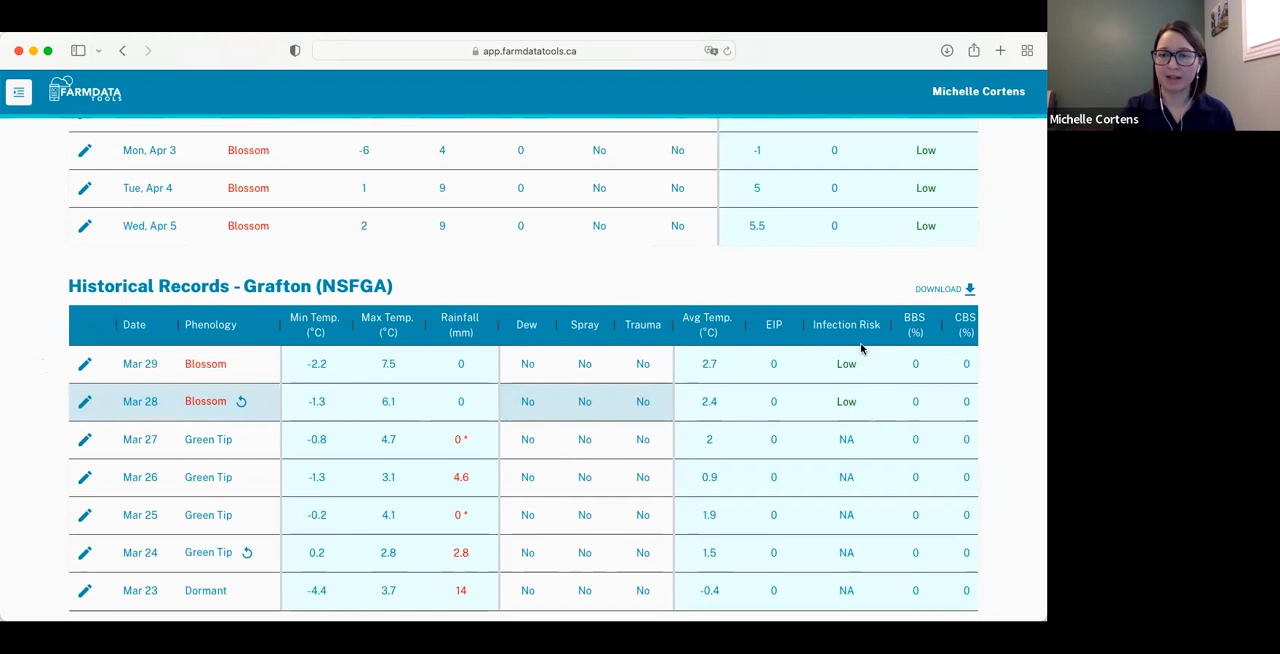 app.farmdatatools.ca
FARMDATA
TOOLS
Michelle Cortens
Michelle Cortens
Mon, Apr 3 Blossom -6 4 0 No No -1 0 Low
Tue, Apr 4 Blossom 1 9 0 No No 5 0 Low
Wed, Apr 5 Blossom 2 9 0 No No 5.5 0 Low
Historical Records - Grafton (NSFGA)
DOWNLOAD
Date Phenology Min Temp. (°C) Max Temp. (°C) Rainfall (mm) Dew Spray Trauma Avg Temp. (°C) EIP Infection Risk BBS (%) CBS (%)
Mar 29 Blossom -2.2 7.5 0 No No No 2.7 0 Low 0 0
Mar 28 Blossom -1.3 6.1 0 No No No 2.4 0 Low 0 0
Mar 27 Green Tip -0.8 4.7 0 * No No No 2 0 NA 0 0
Mar 26 Green Tip -1.3 3.1 4.6 No No No 0.9 0 NA 0 0
Mar 25 Green Tip -0.2 4.1 0 * No No No 1.9 0 NA 0 0
Mar 24 Green Tip 0.2 2.8 2.8 No No No 1.5 0 NA 0 0
Mar 23 Dormant -4.4 3.7 14 No No No -0.4 0 NA 0 0